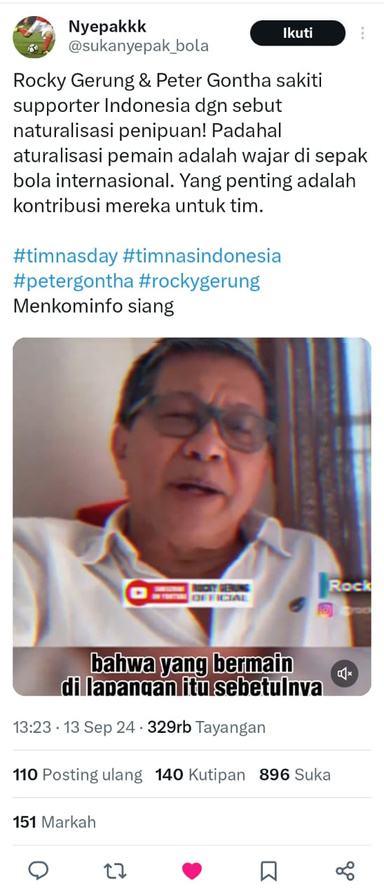 Nyepakkk
@sukanyepak_bola
Ikuti
Rocky Gerung & Peter Gontha sakiti
supporter Indonesia dgn sebut
naturalisasi penipuan! Padahal
aturalisasi pemain adalah wajar di sepak
bola internasional. Yang penting adalah
kontribusi mereka untuk tim.
#timnasday #timnasindonesia
#petergontha #rockygerung
Menkominfo siang
SUBSCRIBE
ON YOUTUBE
ROCKY GERUNG
OFFICIAL
Rock
bahwa yang bermain
di lapangan itu sebetulnya
13:23 · 13 Sep 24 · 329rb Tayangan
110 Posting ulang 140 Kutipan 896 Suka
151 Markah